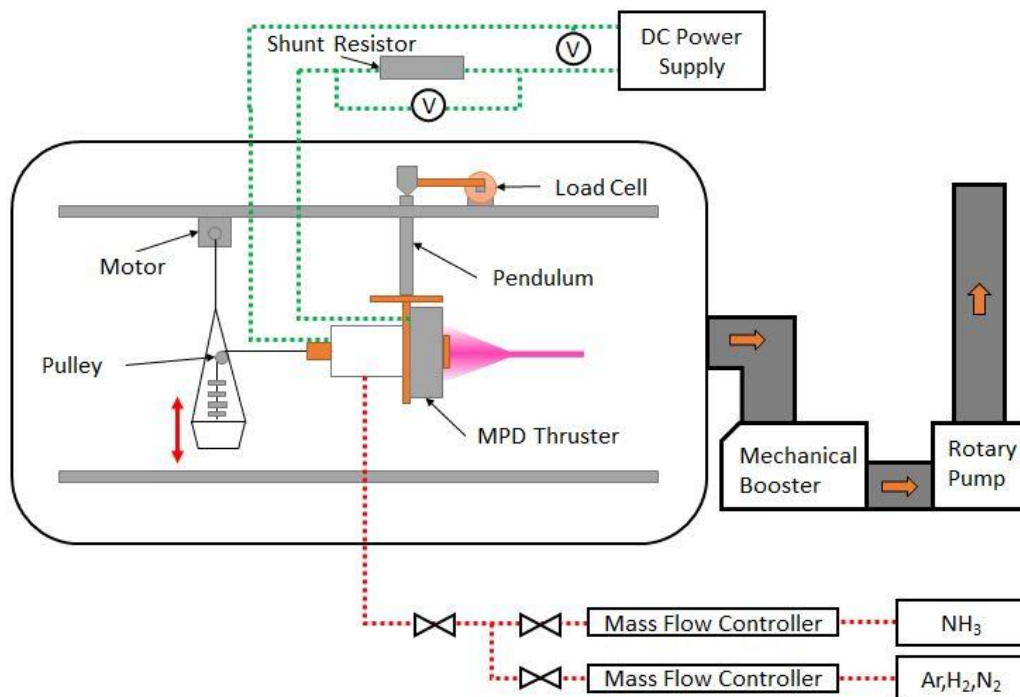 Shunt Resistor
V
DC Power
Supply
V
Load Cell
Motor
Pendulum
Pulley
MPD Thruster
Mechanical
Booster
Rotary
Pump
Mass Flow Controller
NH₃
Mass Flow Controller
Ar,H₂,N₂